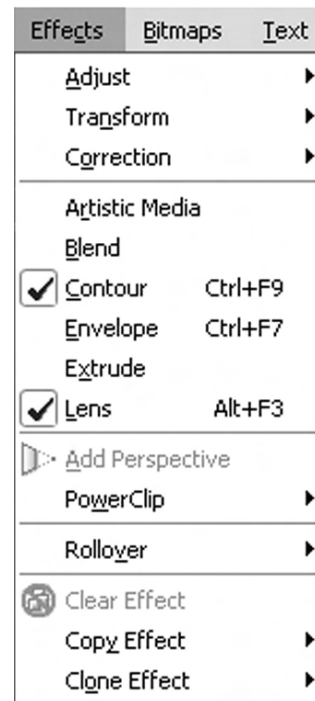 Effects Bitmaps Text
Adjust
Transform
Correction
Artistic Media
Blend
Contour Ctrl+F9
Envelope Ctrl+F7
Extrude
Lens Alt+F3
Add Perspective
PowerClip
Rollover
Clear Effect
Copy Effect
Clone Effect